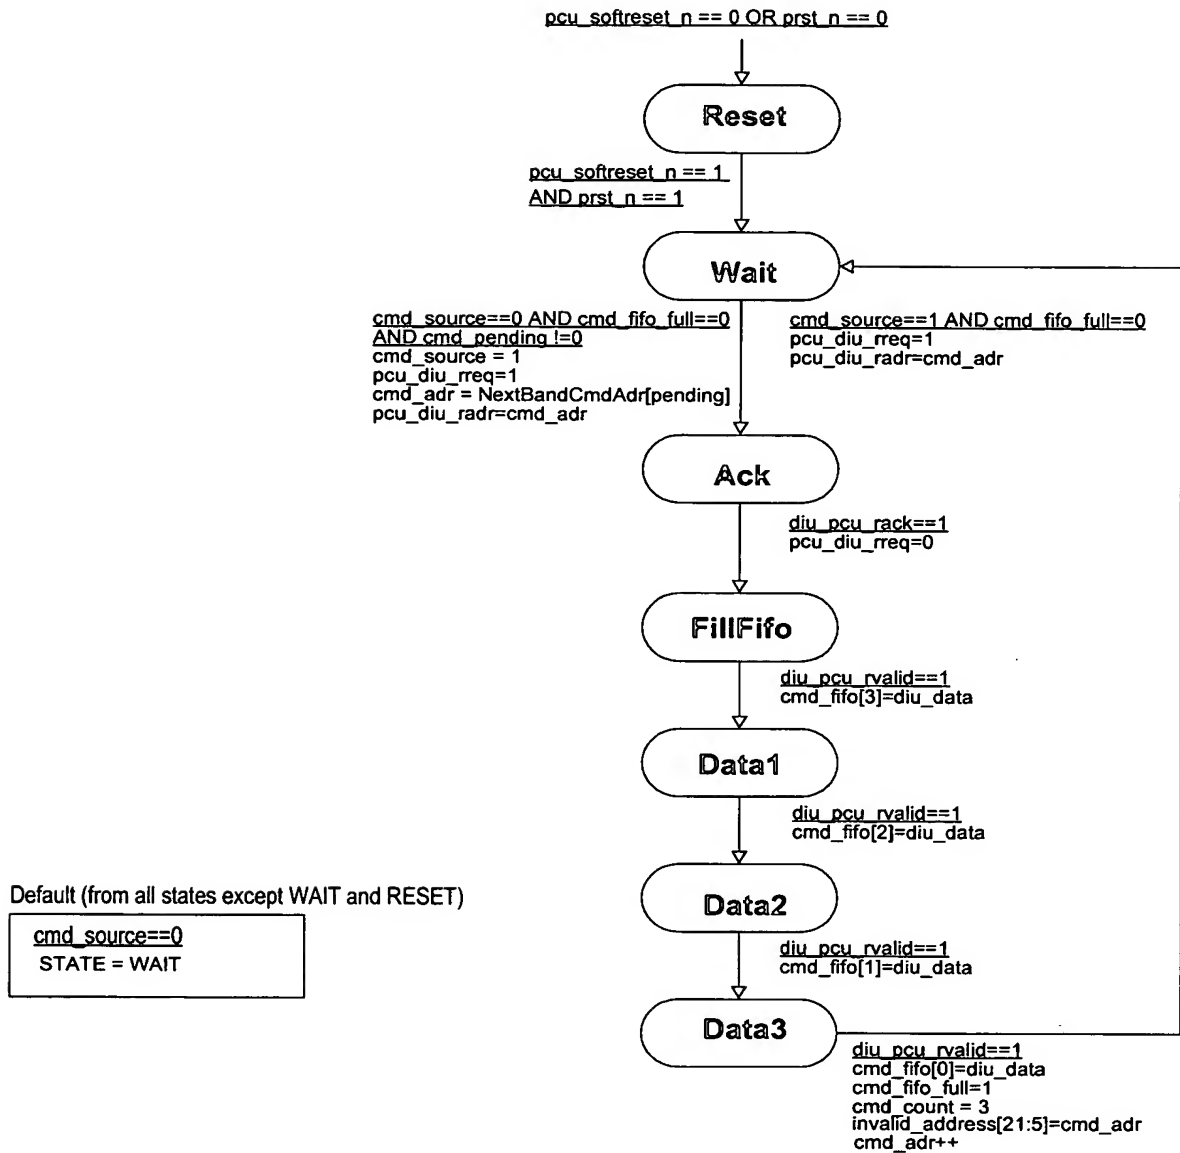 pcu_softreset_n == 0 OR prst_n == 0
Reset
pcu_softreset_n == 1
AND prst_n == 1
Wait
cmd_source==0 AND cmd_fifo_full==0
AND cmd_pending !=0
cmd_source = 1
pcu_diu_rreq=1
cmd_adr = NextBandCmdAdr[pending]
pcu_diu_radr=cmd_adr
cmd_source==1 AND cmd_fifo_full==0
pcu_diu_rreq=1
pcu_diu_radr=cmd_adr
Ack
diu_pcu_rack==1
pcu_diu_rreq=0
FillFifo
diu_pcu_rvalid==1
cmd_fifo[3]=diu_data
Data1
diu_pcu_rvalid==1
cmd_fifo[2]=diu_data
Data2
Default (from all states except WAIT and RESET)
cmd_source==0
STATE = WAIT
diu_pcu_rvalid==1
cmd_fifo[1]=diu_data
Data3
diu_pcu_rvalid==1
cmd_fifo[0]=diu_data
cmd_fifo_full=1
cmd_count = 3
invalid_address[21:5]=cmd_adr
cmd_adr++